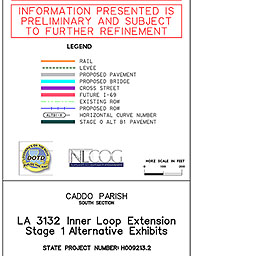 INFORMATION PRESENTED IS
PRELIMINARY AND SUBJECT
TO FURTHER REFINEMENT
LEGEND
RAIL
LEVEE
PROPOSED PAVEMENT
PROPOSED BRIDGE
CROSS STREET
FUTURE I-69
EXISTING ROW
PROPOSED ROW
HORIZONTAL CURVE NUMBER
STAGE 0 ALT B1 PAVEMENT
DOTD
NLCOG
HORZ SCALE IN FEET
CADDO PARISH
SOUTH SECTION
LA 3132 Inner Loop Extension
Stage 1 Alternative Exhibits
STATE PROJECT NUMBER: H009213.2